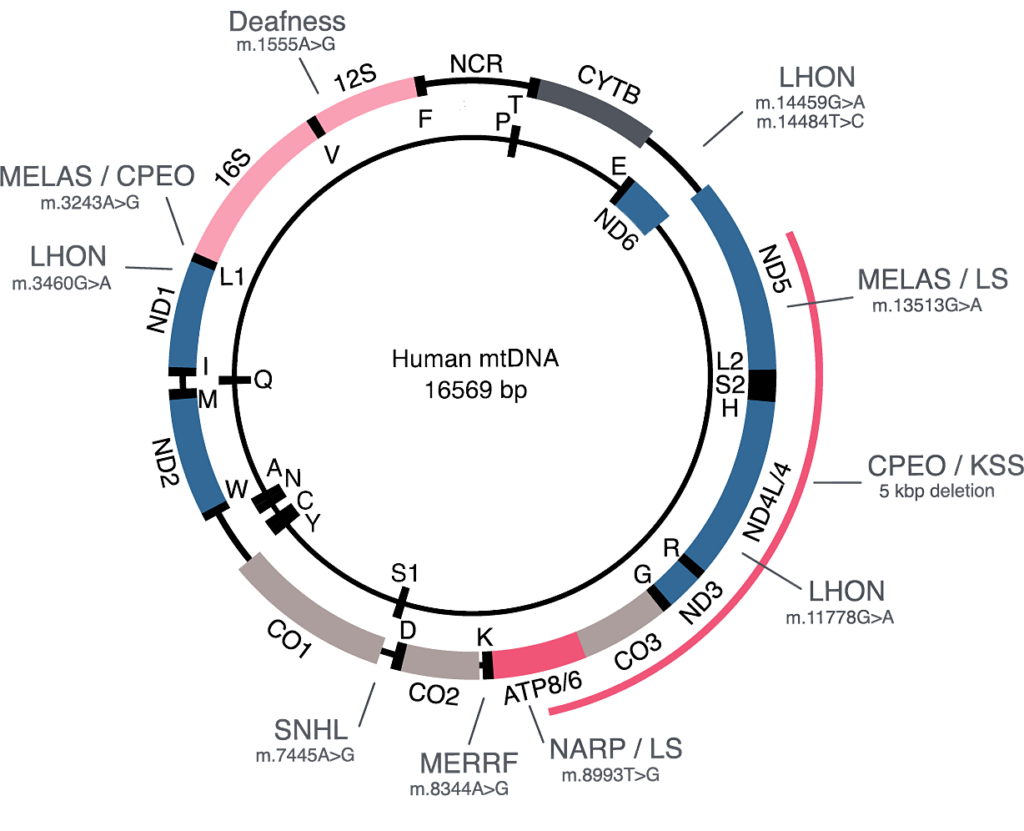 Deafness
m.1555A>G
12S
NCR
CYTB
LHON
m.14459G>A
m.14484T>C
F
T
P
V
16S
E
ND6
MELAS / CPEO
m.3243A>G
LHON
m.3460G>A
L1
ND1
ND5
MELAS / LS
m.13513G>A
Human mtDNA
16569 bp
I
Q
M
L2
S2
H
ND2
W
A
N
C
Y
CPEO / KSS
5 kbp deletion
ND4L/4
R
G
ND3
LHON
m.11778G>A
S1
D
K
CO1
CO2
ATP8/6
CO3
SNHL
m.7445A>G
MERRF
m.8344A>G
NARP / LS
m.8993T>G